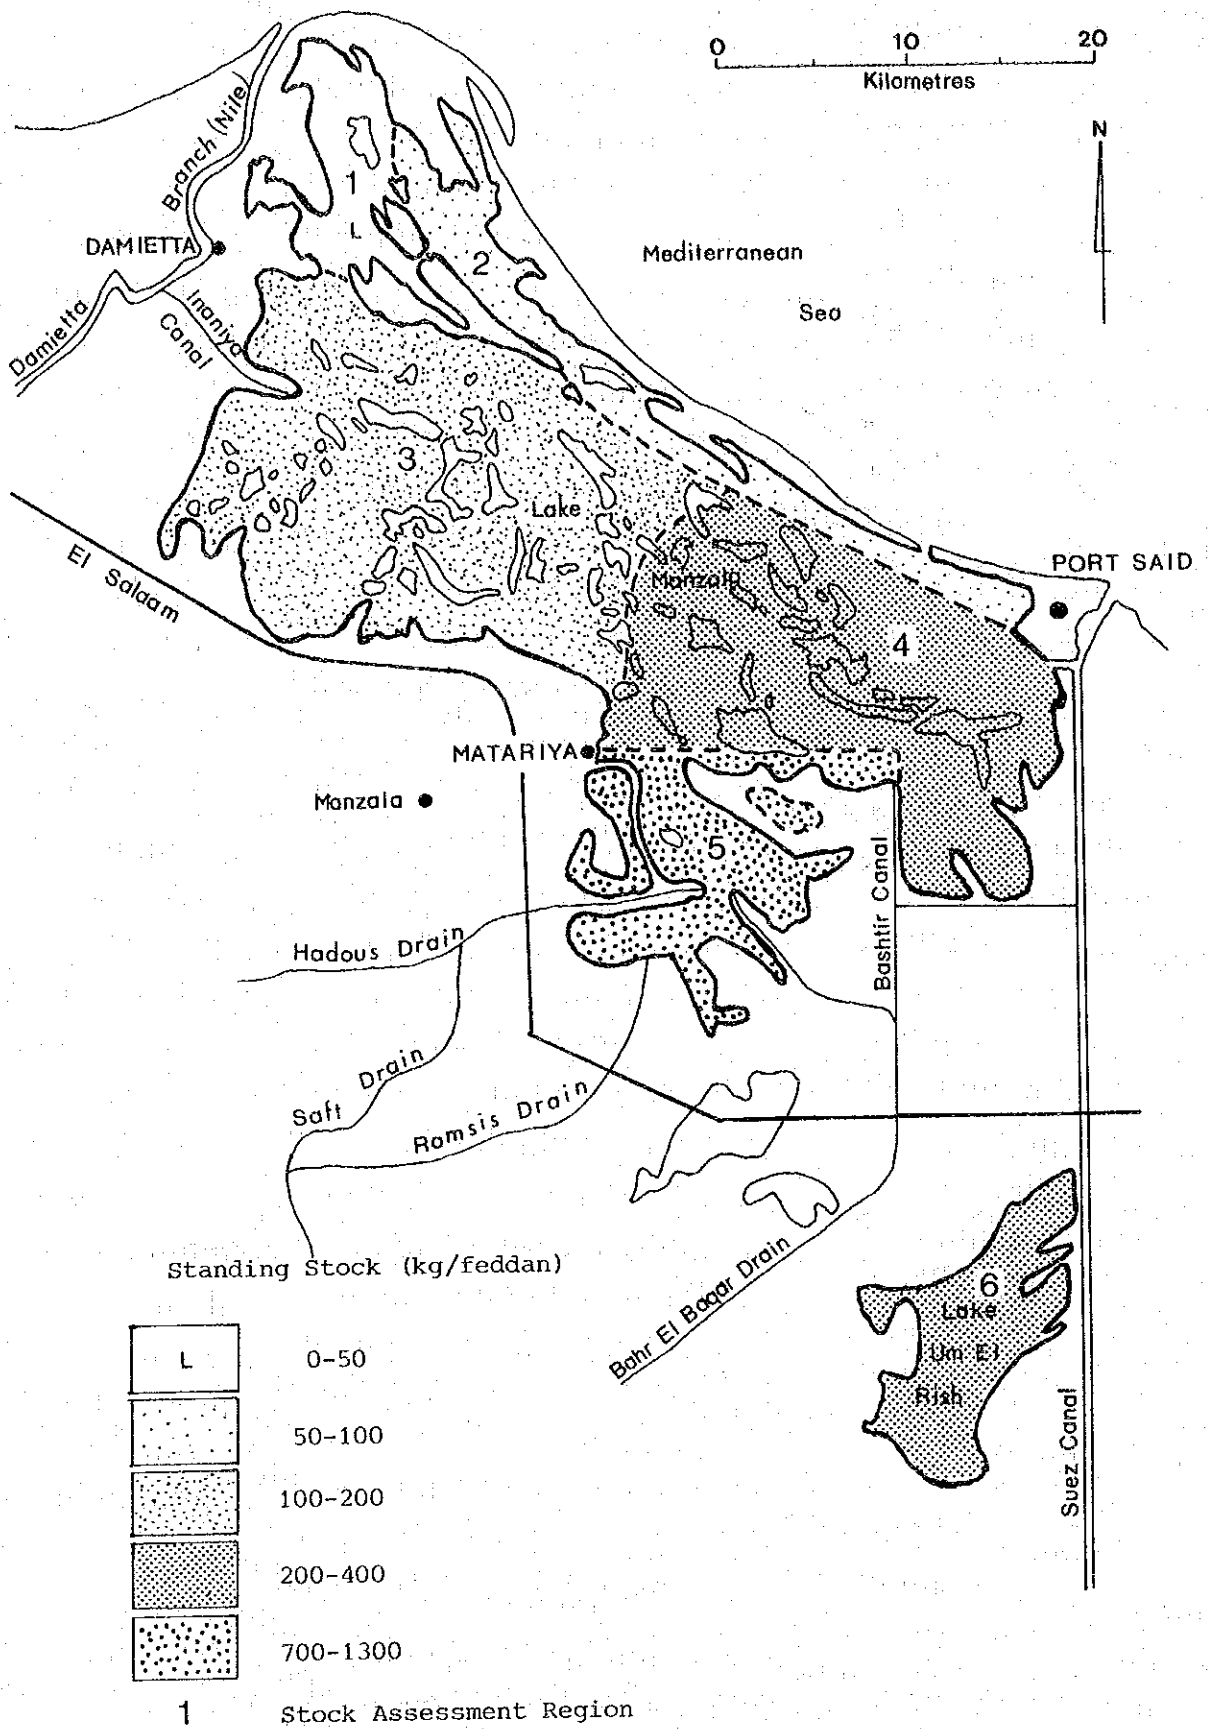 0 10 20
Kilometres
N
Branch (Nile)
1
DAMIETTA
L
2
Mediterranean
Sea
Inaniya
Canal
Damietta
3
Lake
El Salaam
PORT SAID
Manzala
4
MATARIYA
Manzala
5
Bashtir Canal
Hadous Drain
Saft Drain
Ramsis Drain
Bahr El Baqar Drain
6
Lake
Um El
Rish
Suez Canal
Standing Stock (kg/feddan)
L 0-50
50-100
100-200
200-400
700-1300
1 Stock Assessment Region